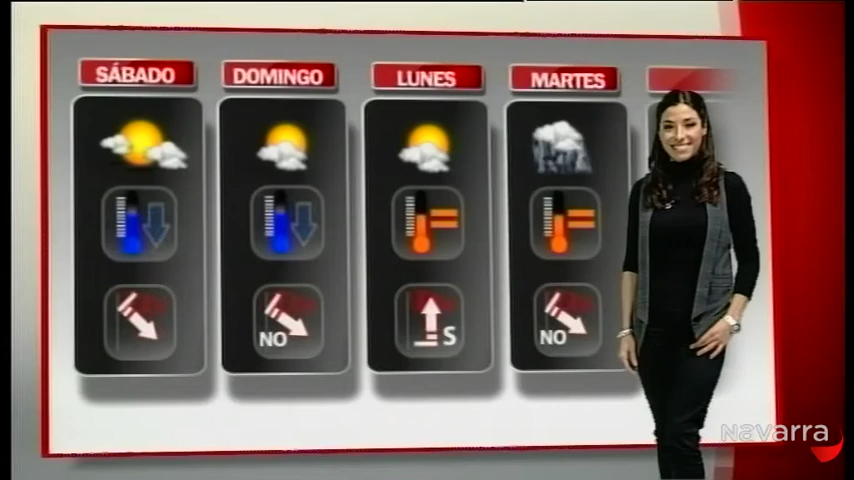 SÁBADO
DOMINGO
LUNES
MARTES
NO
S
NO
Navarra